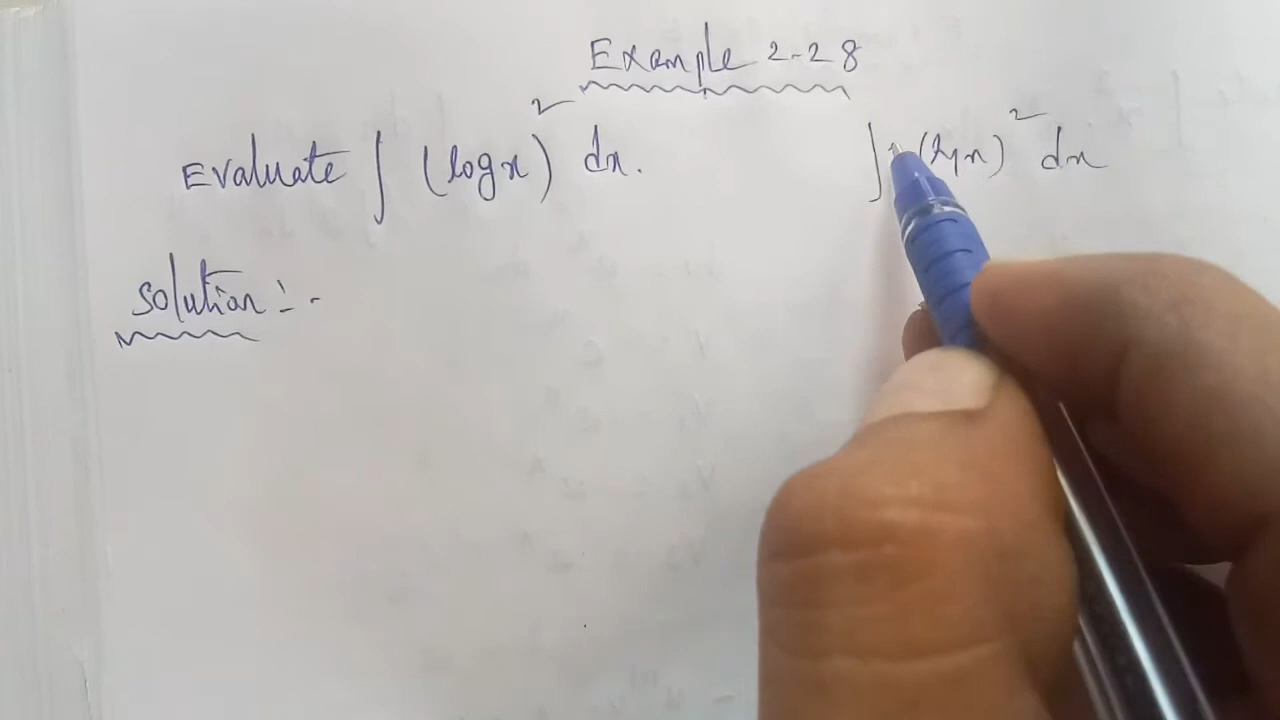 Example 2.28
Evaluate ∫ (log x)² dx. ∫ (log x)² dx
Solution :-